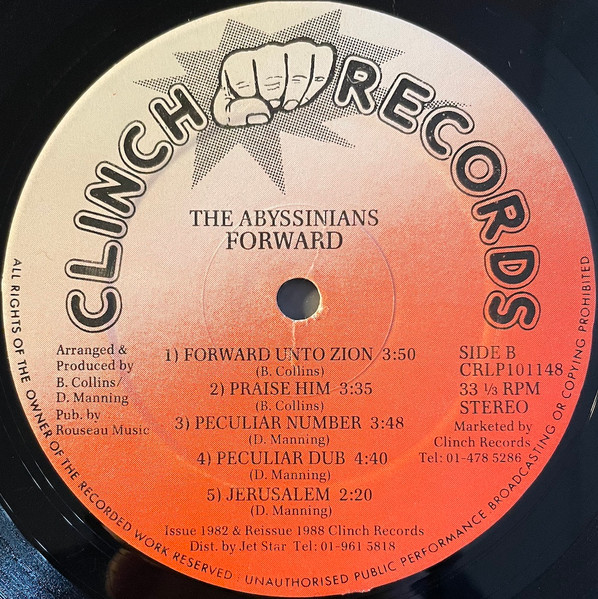 CLINCH RECORDS
THE ABYSSINIANS
FORWARD
Arranged &
Produced by
B. Collins/
D. Manning
Pub. by
Rouseau Music
1) FORWARD UNTO ZION 3:50
(B. Collins)
2) PRAISE HIM 3:35
(B. Collins)
3) PECULIAR NUMBER 3:48
(D. Manning)
4) PECULIAR DUB 4:40
(D. Manning)
5) JERUSALEM 2:20
(D. Manning)
SIDE B
CRLP101148
33 ⅓ RPM
STEREO
Marketed by
Clinch Records
Tel: 01-478 5286
Issue 1982 & Reissue 1988 Clinch Records
Dist. by Jet Star Tel: 01-961 5818
ALL RIGHTS OF THE OWNER OF THE RECORDED WORK RESERVED : UNAUTHORISED PUBLIC PERFORMANCE BROADCASTING OR COPYING PROHIBITED